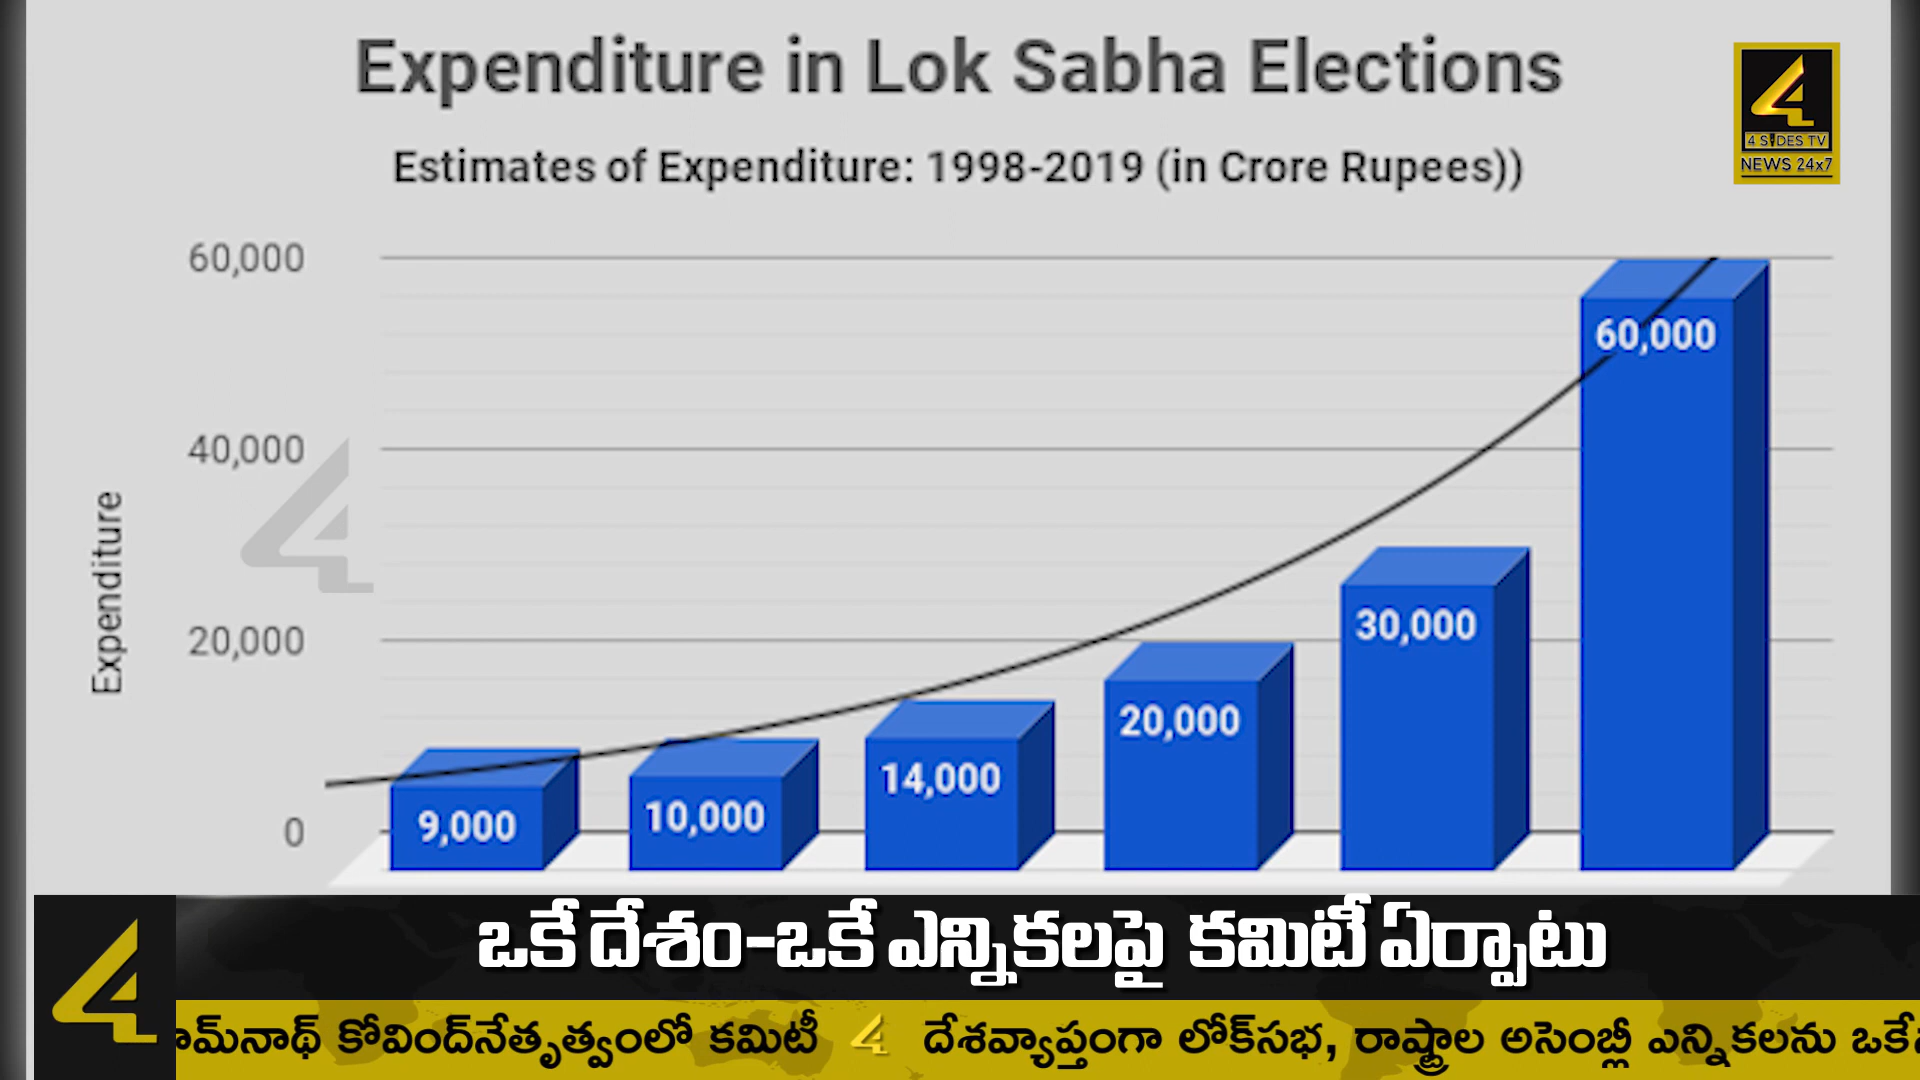 Expenditure in Lok Sabha Elections
4 SIDES TV
NEWS 24x7
Estimates of Expenditure: 1998-2019 (in Crore Rupees))
60,000
40,000
20,000
0
Expenditure
9,000
10,000
14,000
20,000
30,000
60,000
ఒకే దేశం-ఒకే ఎన్నికలపై కమిటీ ఏర్పాటు
కోవింద్‌నేతృత్వంలో కమిటీ 4 దేశవ్యాప్తంగా లోక్‌సభ, రాష్ట్రాల అసెంబ్లీ ఎన్నికలను